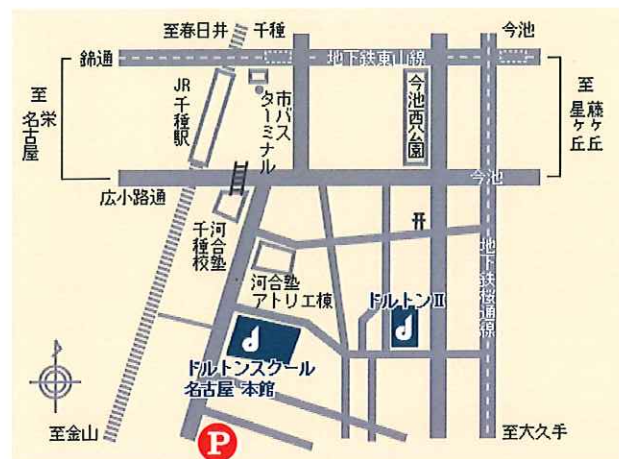 至春日井
千種
今池
錦通
地下鉄東山線
至
栄
名古屋
JR
千種駅
市バス
ターミナル
今池西公園
至
藤ヶ丘
星ヶ丘
広小路通
今池
河合塾
千種校
河合塾
アトリエ棟
地下鉄桜通線
ドルトンⅡ
d
d
ドルトンスクール
名古屋 本館
至金山
P
至大久手